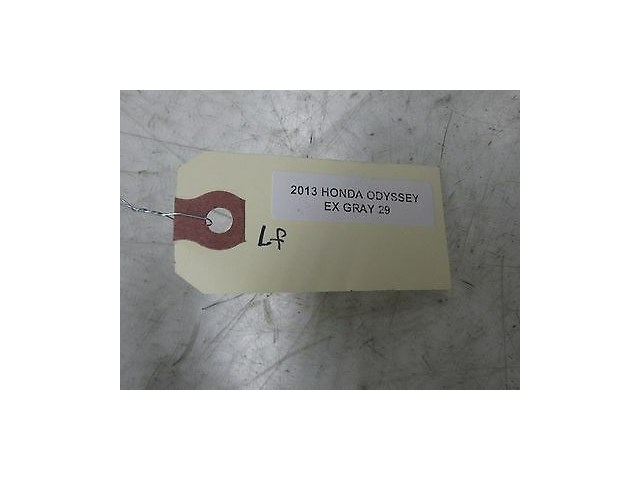 2013 HONDA ODYSSEY
EX GRAY 29
Lf